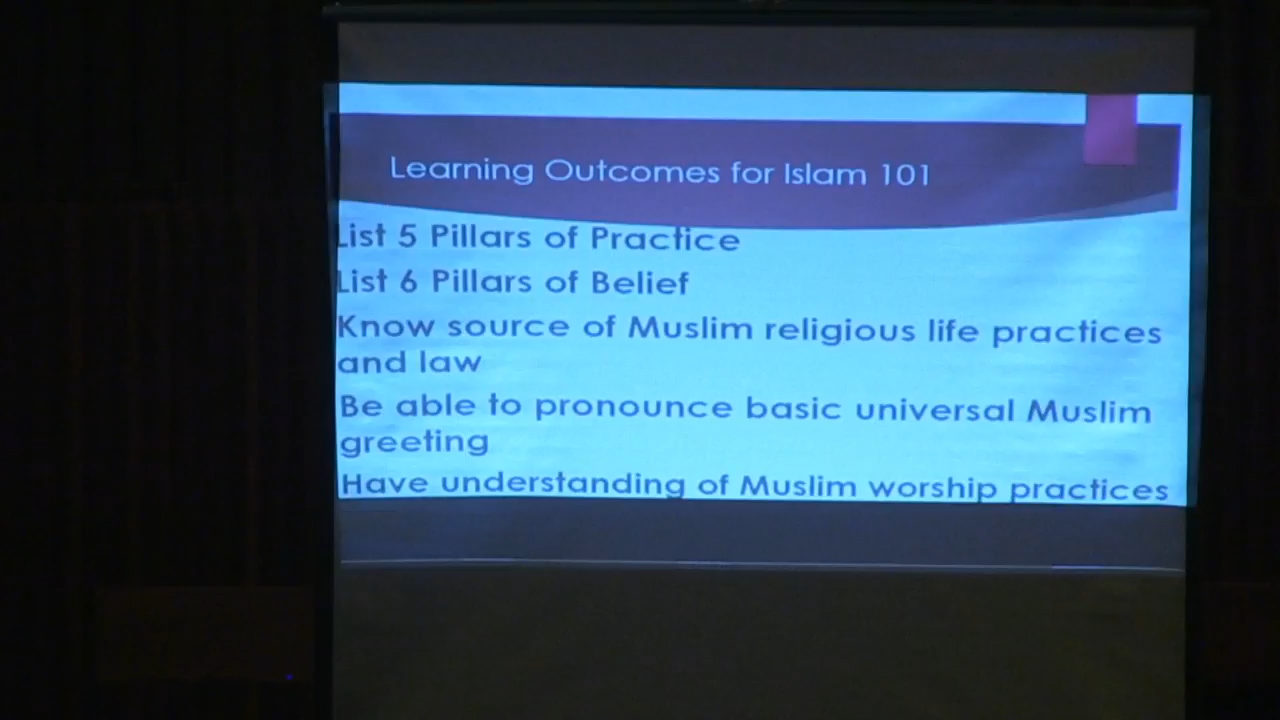 Learning Outcomes for Islam 101
List 5 Pillars of Practice
List 6 Pillars of Belief
Know source of Muslim religious life practices
and law
Be able to pronounce basic universal Muslim
greeting
Have understanding of Muslim worship practices